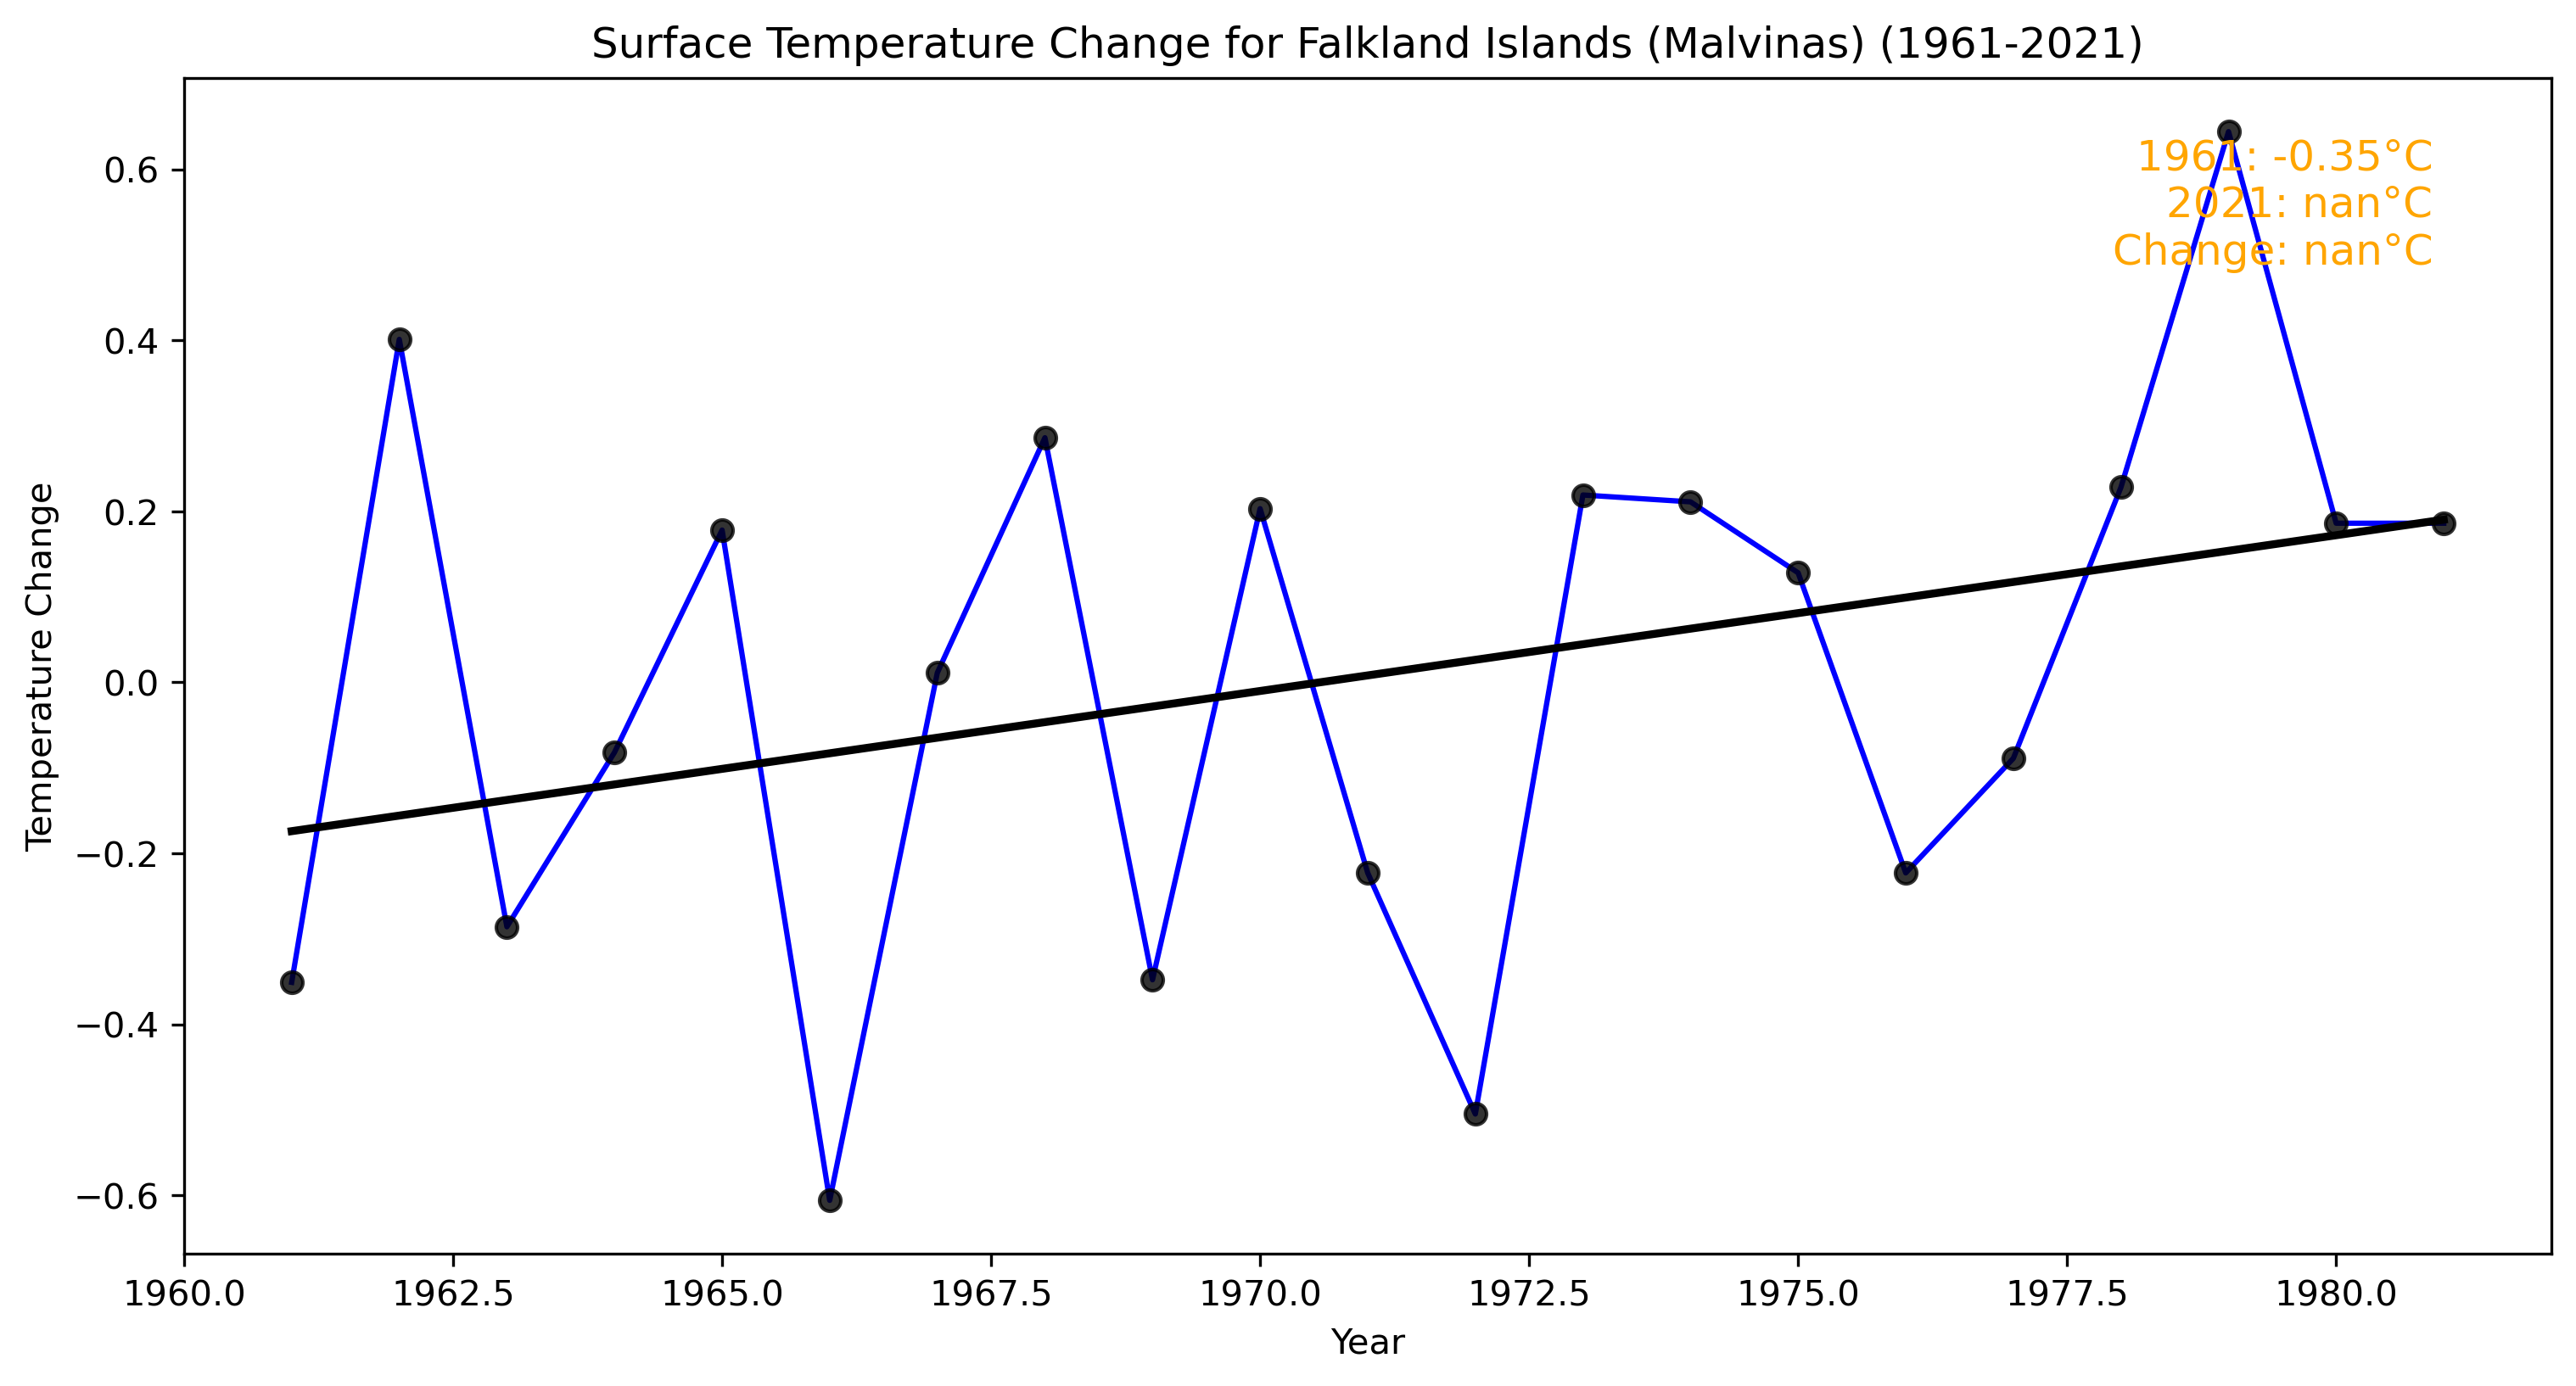 Surface Temperature Change for Falkland Islands (Malvinas) (1961-2021)
1961: -0.35°C
2021: nan°C
Change: nan°C
Temperature Change
0.6
0.4
0.2
0.0
−0.2
−0.4
−0.6
1960.0 1962.5 1965.0 1967.5 1970.0 1972.5 1975.0 1977.5 1980.0
Year